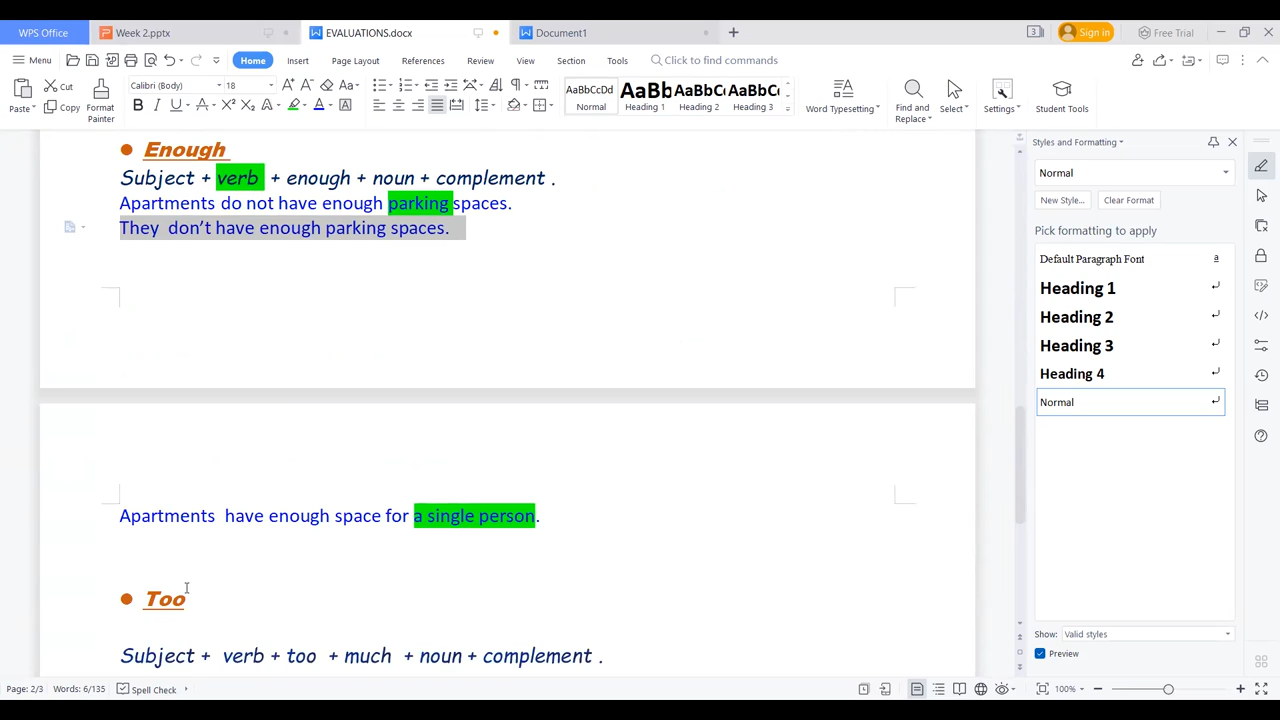 WPS Office
Week 2.pptx
EVALUATIONS.docx
Document1
+
3
Sign in
Free Trial
Menu
Home
Insert
Page Layout
References
Review
View
Section
Tools
Click to find commands
Paste
Cut
Copy
Format Painter
Calibri (Body)
18
AaBbCcDd
Normal
AaBb
Heading 1
AaBbC
Heading 2
AaBbC
Heading 3
Word Typesetting
Find and Replace
Select
Settings
Student Tools
Enough
Subject + verb + enough + noun + complement .
Apartments do not have enough parking spaces.
They don’t have enough parking spaces.
Apartments have enough space for a single person.
Too
Subject + verb + too + much + noun + complement .
Styles and Formatting
Normal
New Style...
Clear Format
Pick formatting to apply
Default Paragraph Font a
Heading 1
Heading 2
Heading 3
Heading 4
Normal
Show: Valid styles
Preview
Page: 2/3
Words: 6/135
Spell Check
100%